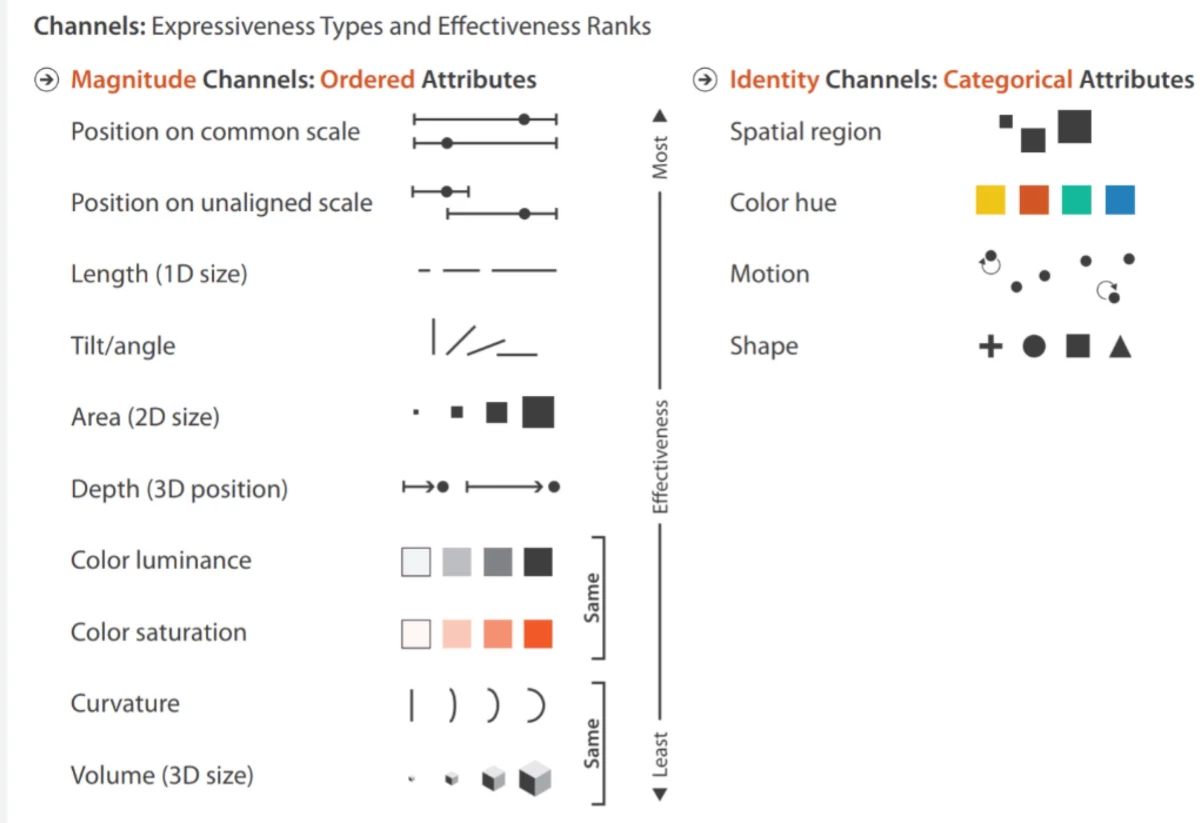 Channels: Expressiveness Types and Effectiveness Ranks
Magnitude Channels: Ordered Attributes
Position on common scale
Position on unaligned scale
Length (1D size)
Tilt/angle
Area (2D size)
Depth (3D position)
Color luminance
Color saturation
Same
Curvature
Volume (3D size)
Same
Most
Effectiveness
Least
Identity Channels: Categorical Attributes
Spatial region
Color hue
Motion
Shape